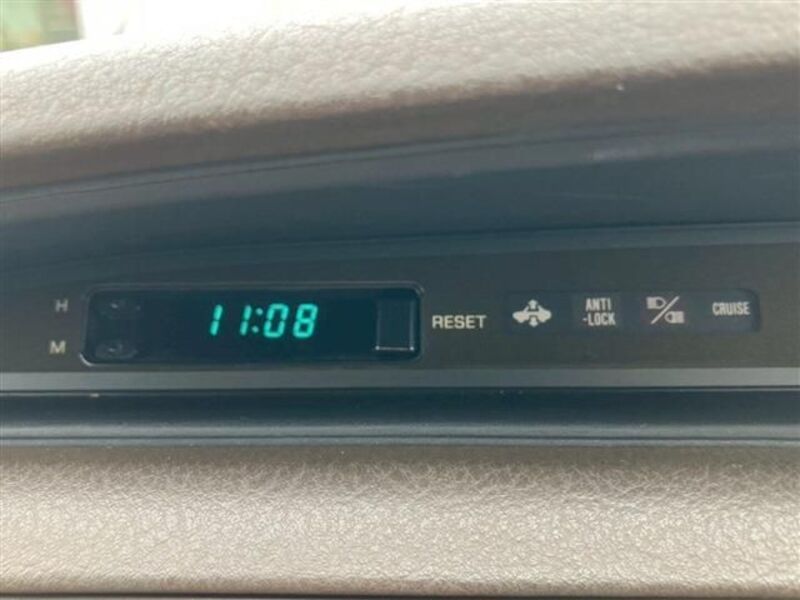 H
M
11:08
RESET
ANTI
-LOCK
CRUISE